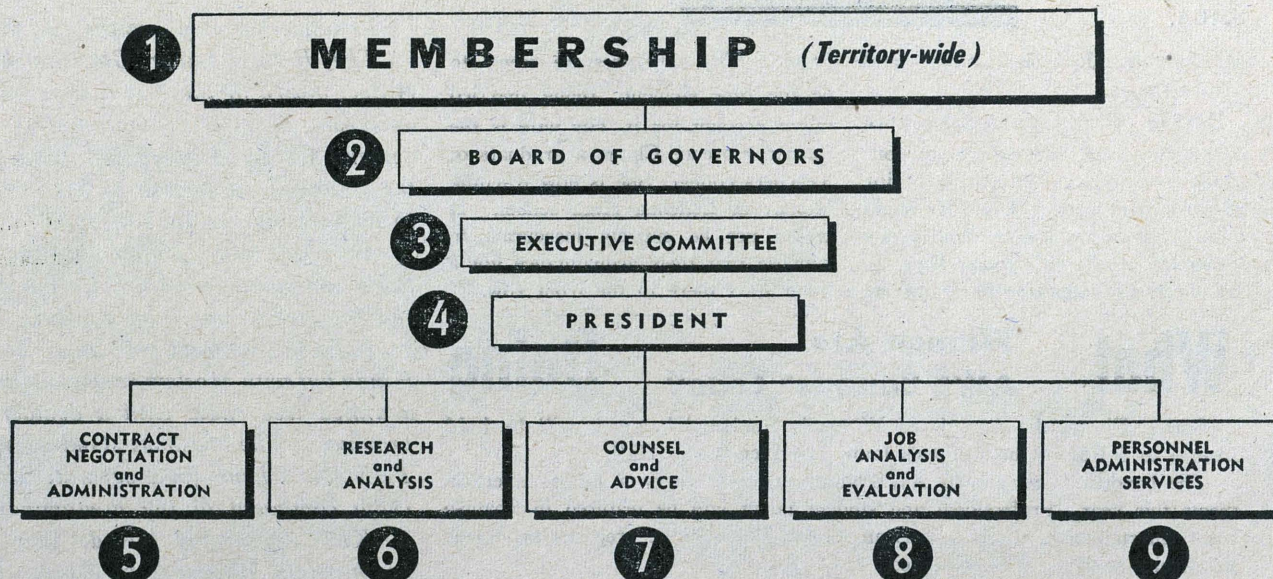 1 MEMBERSHIP (Territory-wide)
2 BOARD OF GOVERNORS
3 EXECUTIVE COMMITTEE
4 PRESIDENT
CONTRACT
NEGOTIATION
and
ADMINISTRATION
RESEARCH
and
ANALYSIS
COUNSEL
and
ADVICE
JOB
ANALYSIS
and
EVALUATION
PERSONNEL
ADMINISTRATION
SERVICES
5 6 7 8 9